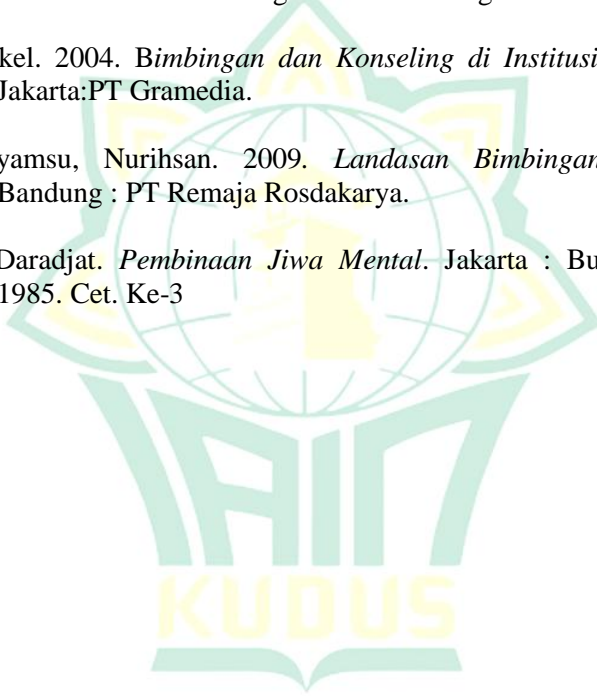 kel. 2004. Bimbingan dan Konseling di Institusi
Jakarta:PT Gramedia.
yamsu, Nurihsan. 2009. Landasan Bimbingan
Bandung : PT Remaja Rosdakarya.
Daradjat. Pembinaan Jiwa Mental. Jakarta : Bu
1985. Cet. Ke-3
IAIN
KUDUS